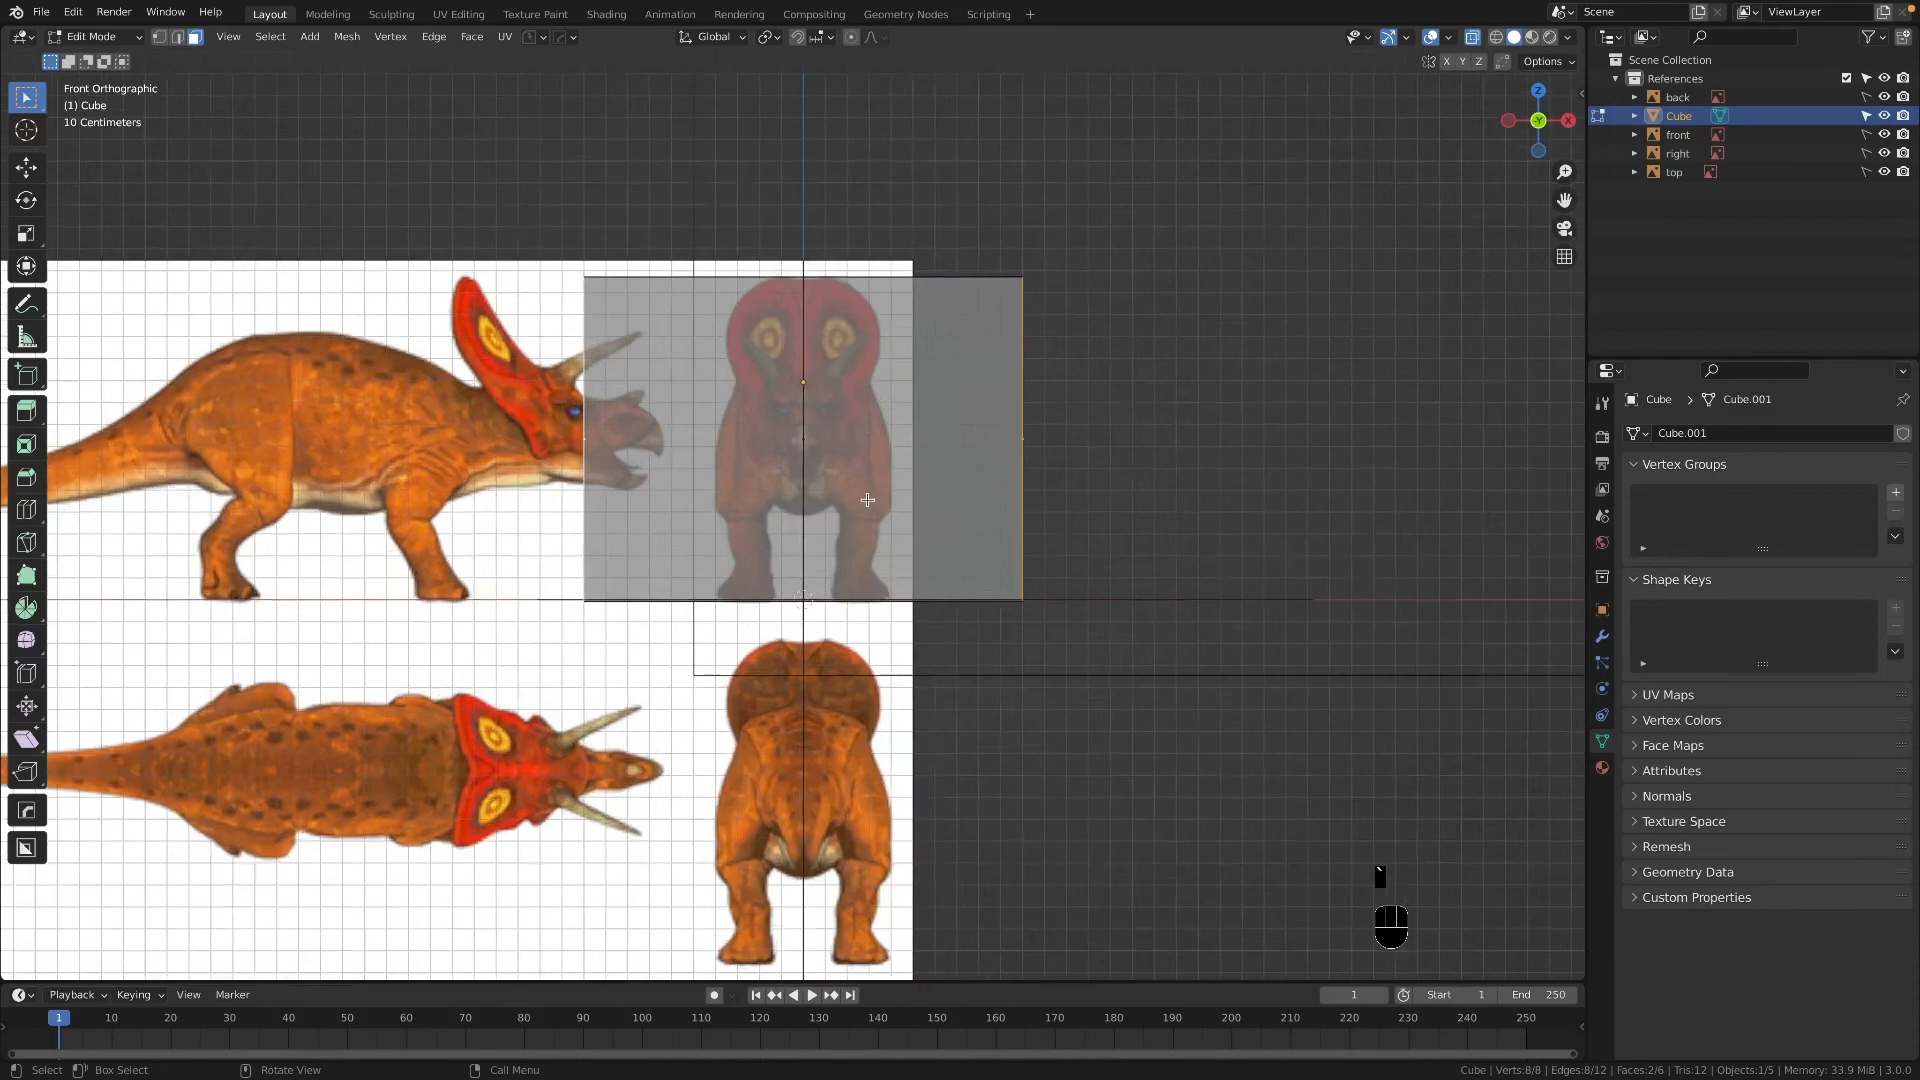 File Edit Render Window Help Layout Modeling Sculpting UV Editing Texture Paint Shading Animation Rendering Compositing Geometry Nodes Scripting + Scene ViewLayer
Edit Mode View Select Add Mesh Vertex Edge Face UV Global
X Y Z Options
Front Orthographic
(1) Cube
10 Centimeters
Z
-Y
X
Scene Collection
References
back
Cube
front
right
top
Cube > Cube.001
Cube.001
Vertex Groups
Shape Keys
UV Maps
Vertex Colors
Face Maps
Attributes
Normals
Texture Space
Remesh
Geometry Data
Custom Properties
Playback Keying View Marker 1 Start 1 End 250
1 10 20 30 40 50 60 70 80 90 100 110 120 130 140 150 160 170 180 190 200 210 220 230 240 250
Select Box Select Rotate View Call Menu Cube | Verts:8/8 | Edges:8/12 | Faces:2/6 | Tris:12 | Objects:1/5 | Memory: 33.9 MiB | 3.0.0